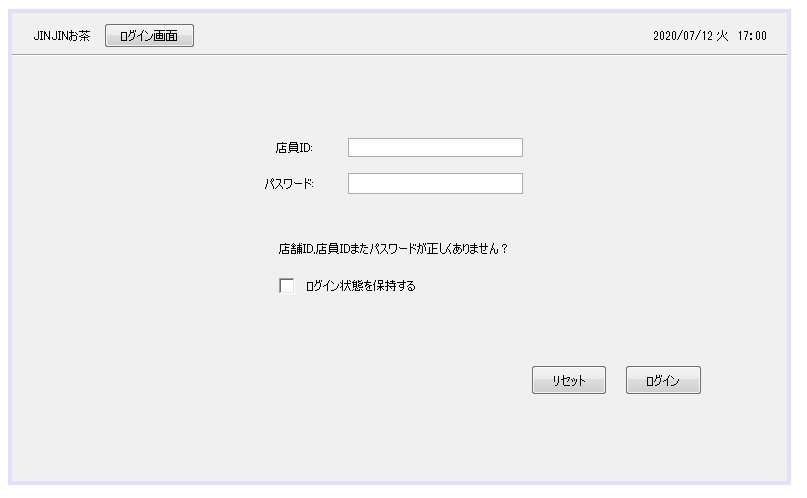 JINJINお茶 ログイン画面 2020/07/12 火 17:00
店員ID:
パスワード:
店舗ID,店員IDまたパスワードが正しくありません？
ログイン状態を保持する
リセット ログイン